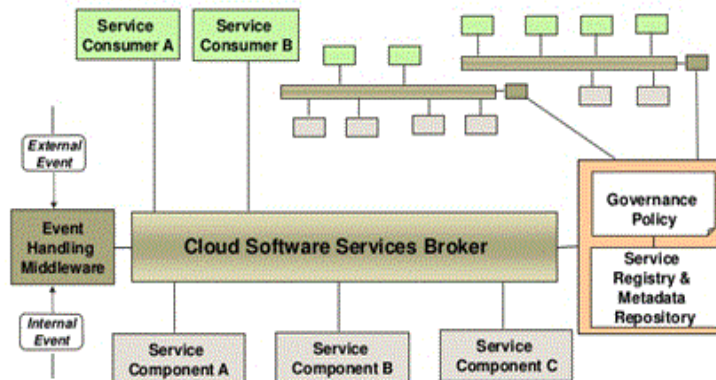 Service
Consumer A
Service
Consumer B
External
Event
Event
Handling
Middleware
Internal
Event
Cloud Software Services Broker
Governance
Policy
Service
Registry &
Metadata
Repository
Service
Component A
Service
Component B
Service
Component C